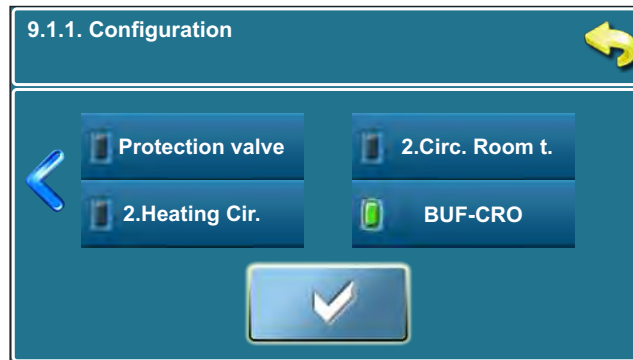 9.1.1. Configuration
Protection valve
2.Circ. Room t.
2.Heating Cir.
BUF-CRO